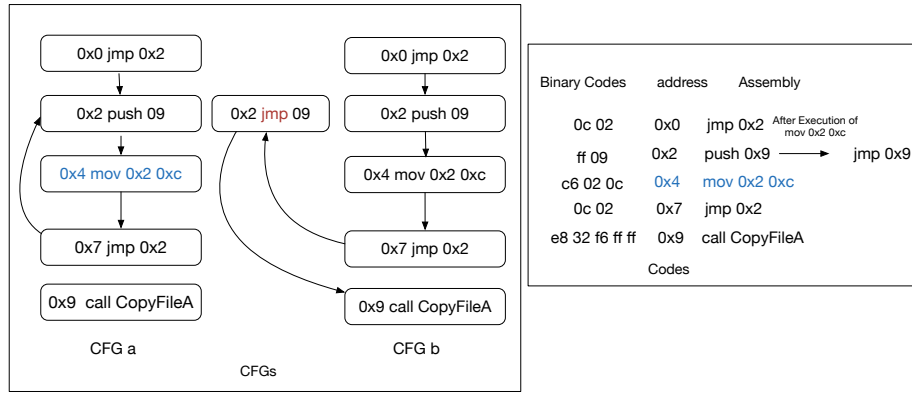 0x0 jmp 0x2
0x2 push 09
0x4 mov 0x2 0xc
0x7 jmp 0x2
0x9 call CopyFileA
CFG a
0x2 jmp 09
0x0 jmp 0x2
0x2 push 09
0x4 mov 0x2 0xc
0x7 jmp 0x2
0x9 call CopyFileA
CFG b
CFGs
Binary Codes address Assembly
0c 02 0x0 jmp 0x2 After Execution of
mov 0x2 0xc
ff 09 0x2 push 0x9 jmp 0x9
c6 02 0c 0x4 mov 0x2 0xc
0c 02 0x7 jmp 0x2
e8 32 f6 ff ff 0x9 call CopyFileA
Codes